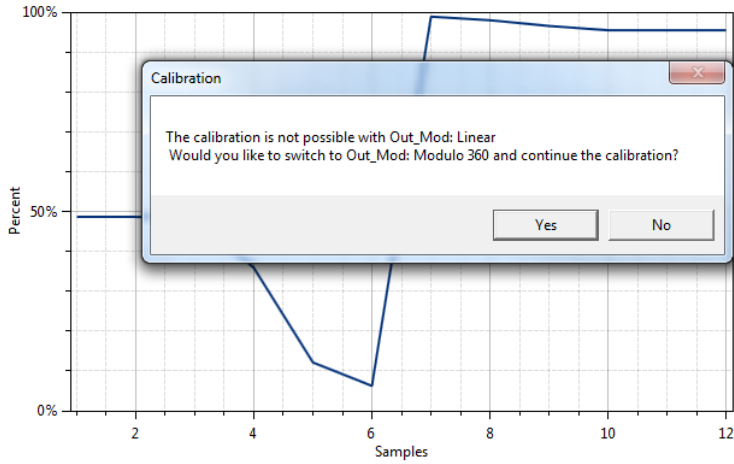 100%
Calibration
The calibration is not possible with Out_Mod: Linear
Would you like to switch to Out_Mod: Modulo 360 and continue the calibration?
Yes No
Percent
50%
0%
2 4 6 8 10 12
Samples